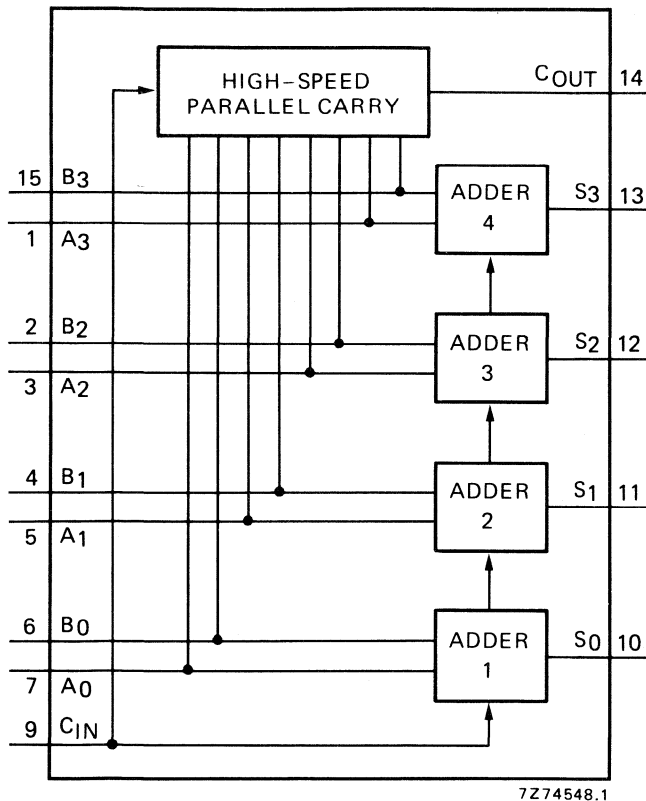 HIGH-SPEED
PARALLEL CARRY
COUT 14
15 B3
ADDER
4
S3 13
1 A3
2 B2
ADDER
3
S2 12
3 A2
4 B1
ADDER
2
S1 11
5 A1
6 B0
ADDER
1
S0 10
7 A0
9 CIN
7Z74548.1